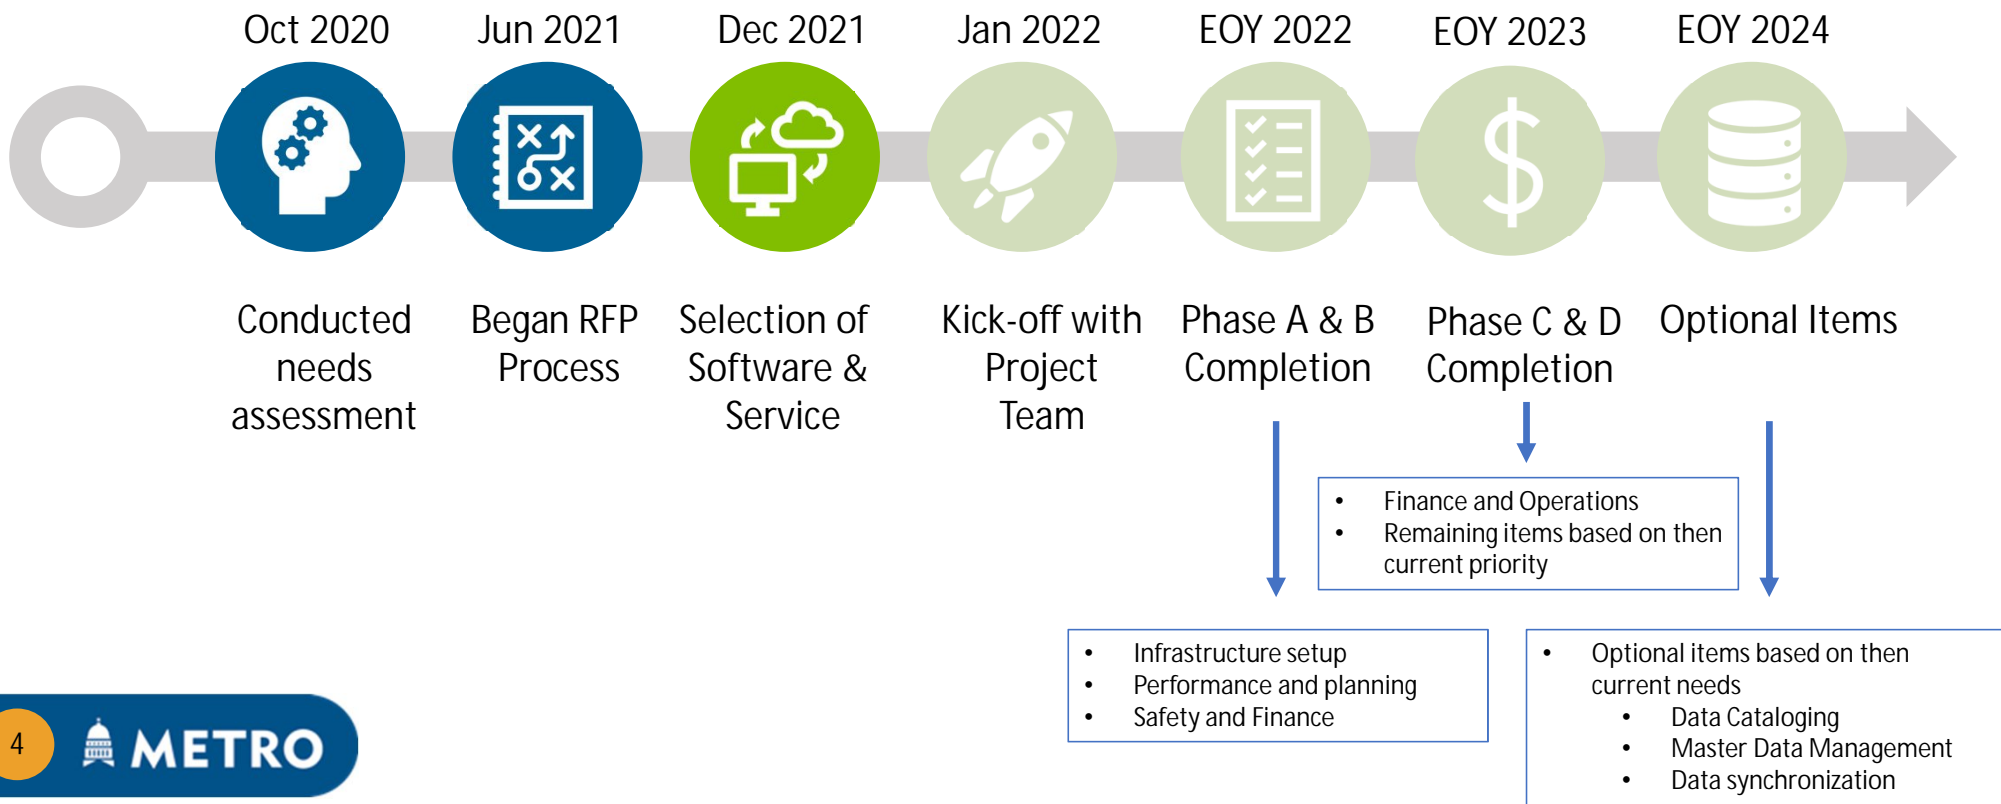 Oct 2020
Jun 2021
Dec 2021
Jan 2022
EOY 2022
EOY 2023
EOY 2024
Conducted
needs
assessment
Began RFP
Process
Selection of
Software &
Service
Kick-off with
Project
Team
Phase A & B
Completion
Phase C & D
Completion
Optional Items
• Finance and Operations
• Remaining items based on then
current priority
• Infrastructure setup
• Performance and planning
• Safety and Finance
• Optional items based on then
current needs
• Data Cataloging
• Master Data Management
• Data synchronization
4
METRO